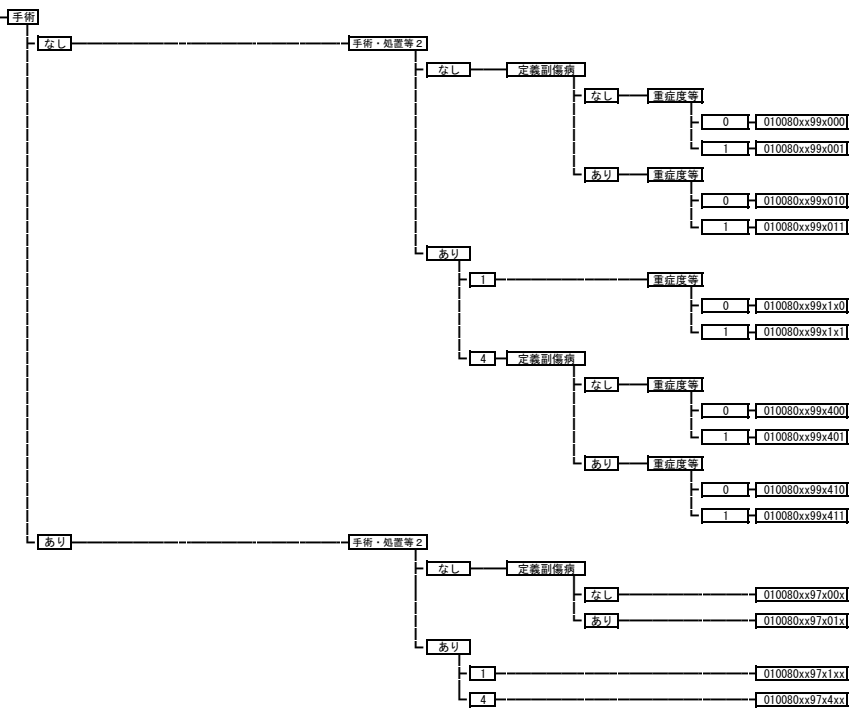 手術
なし 手術・処置等2
なし 定義副傷病
なし 重症度等
0 010080xx99x000
1 010080xx99x001
あり 重症度等
0 010080xx99x010
1 010080xx99x011
あり
1 重症度等
0 010080xx99x1x0
1 010080xx99x1x1
4 定義副傷病
なし 重症度等
0 010080xx99x400
1 010080xx99x401
あり 重症度等
0 010080xx99x410
1 010080xx99x411
あり 手術・処置等2
なし 定義副傷病
なし 010080xx97x00x
あり 010080xx97x01x
あり
1 010080xx97x1xx
4 010080xx97x4xx